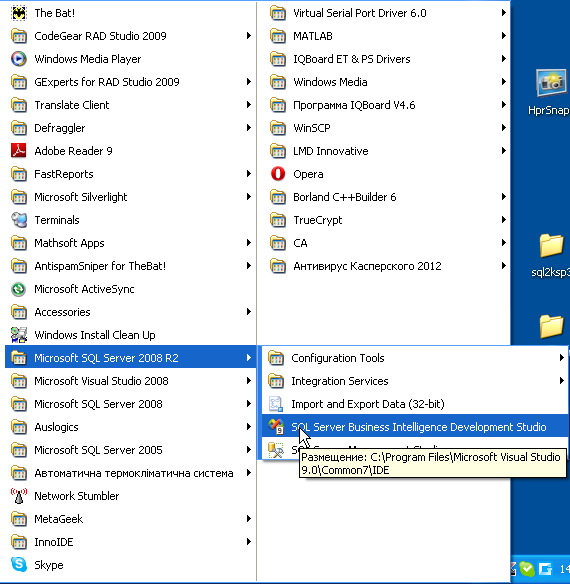 The Bat!
CodeGear RAD Studio 2009
Windows Media Player
GExperts for RAD Studio 2009
Translate Client
Defraggler
Adobe Reader 9
FastReports
Microsoft Silverlight
Terminals
Mathsoft Apps
AntispamSniper for TheBat!
Microsoft ActiveSync
Accessories
Windows Install Clean Up
Microsoft SQL Server 2008 R2
Microsoft Visual Studio 2008
Microsoft SQL Server 2008
Auslogics
Microsoft SQL Server 2005
Автоматична термокліматична система
Network Stumbler
MetaGeek
InnoIDE
Skype
Virtual Serial Port Driver 6.0
MATLAB
IQBoard ET & PS Drivers
Windows Media
Программа IQBoard V4.6
WinSCP
LMD Innovative
Opera
Borland C++Builder 6
TrueCrypt
CA
Антивирус Касперского 2012
Configuration Tools
Integration Services
Import and Export Data (32-bit)
SQL Server Business Intelligence Development Studio
Размещение: C:\Program Files\Microsoft Visual Studio
9.0\Common7\IDE
HprSnap
sql2ksp3
14